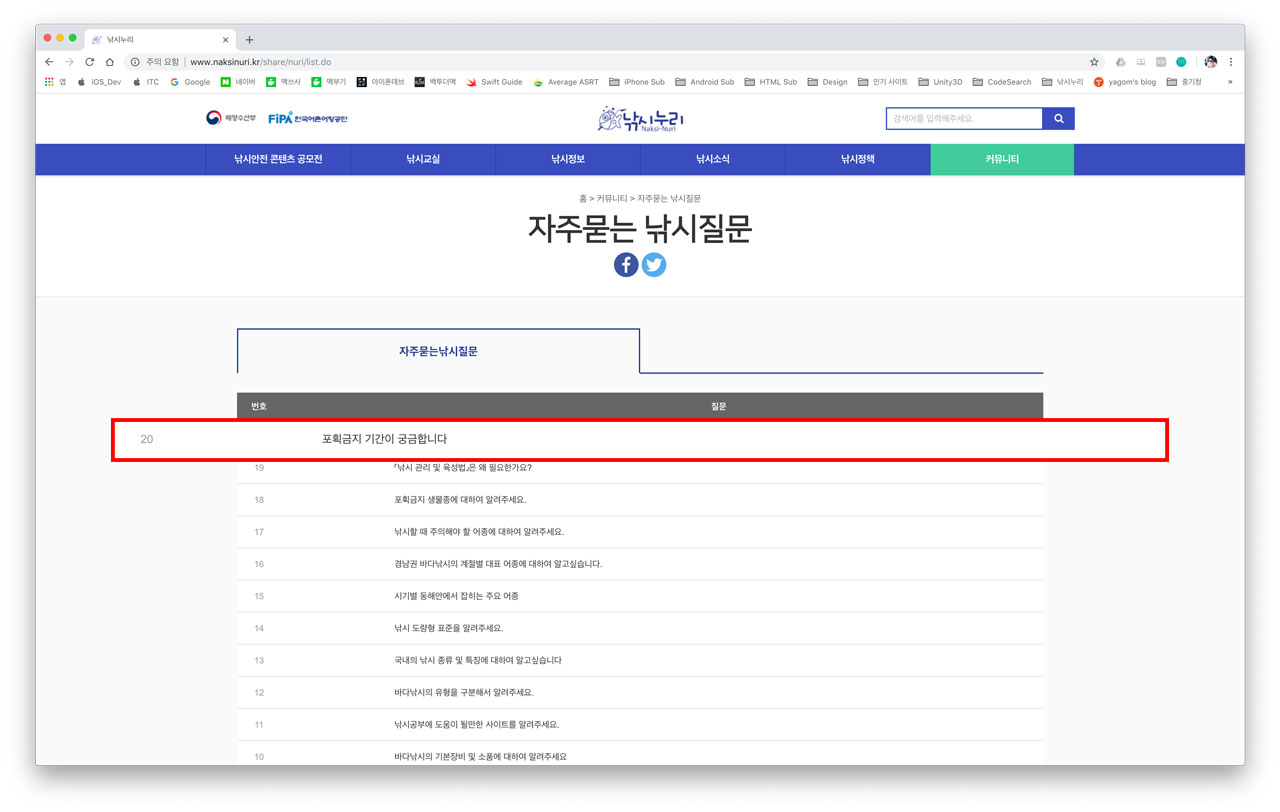 낚시누리
주의 요함 | www.naksinuri.kr/share/nuri/list.do
앱 iOS_Dev ITC Google 네이버 맥쓰사 맥부기 아이폰데브 백투더맥 Swift Guide Average ASRT iPhone Sub Android Sub HTML Sub Design 인기 사이트 Unity3D CodeSearch 낚시누리 yagom's blog 중기청 »
해양수산부 FiPA 한국어촌어항공단 낚시누리 검색어를 입력해주세요.
Naksi-Nuri
낚시안전 콘텐츠 공모전 낚시교실 낚시정보 낚시소식 낚시정책 커뮤니티
홈 > 커뮤니티 > 자주묻는 낚시질문
자주묻는 낚시질문
자주묻는낚시질문
번호 질문
20 포획금지 기간이 궁금합니다
19 「낚시 관리 및 육성법」은 왜 필요한가요?
18 포획금지 생물종에 대하여 알려주세요.
17 낚시할 때 주의해야 할 어종에 대하여 알려주세요.
16 경남권 바다낚시의 계절별 대표 어종에 대하여 알고싶습니다.
15 시기별 동해안에서 잡히는 주요 어종
14 낚시 도량형 표준을 알려주세요.
13 국내의 낚시 종류 및 특징에 대하여 알고싶습니다
12 바다낚시의 유형을 구분해서 알려주세요.
11 낚시공부에 도움이 될만한 사이트를 알려주세요.
10 바다낚시의 기본장비 및 소품에 대하여 알려주세요